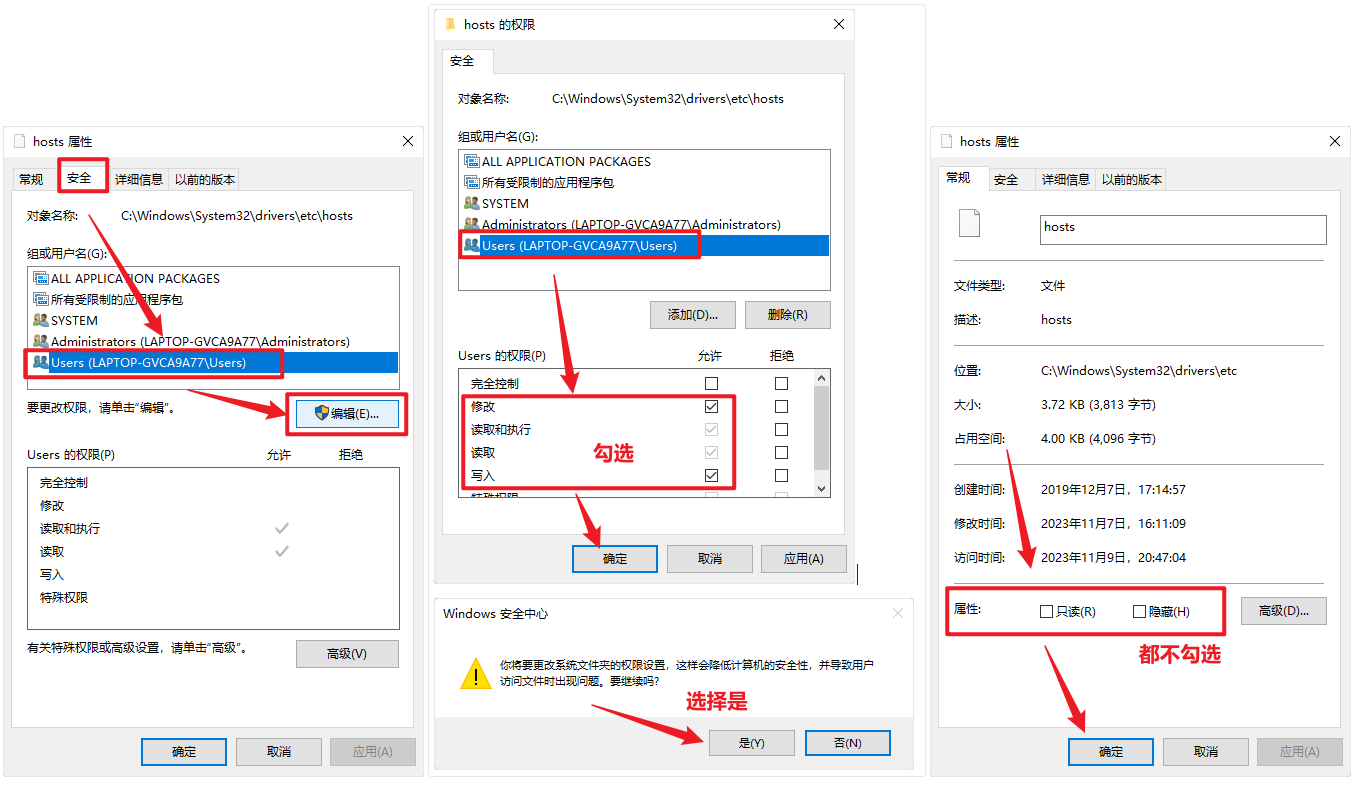 hosts 属性
常规 安全 详细信息 以前的版本
对象名称: C:\Windows\System32\drivers\etc\hosts
组或用户名(G):
ALL APPLICATION PACKAGES
所有受限制的应用程序包
SYSTEM
Administrators (LAPTOP-GVCA9A77\Administrators)
Users (LAPTOP-GVCA9A77\Users)
要更改权限，请单击"编辑"。
编辑(E)...
Users 的权限(P) 允许 拒绝
完全控制
修改
读取和执行
读取
写入
特殊权限
有关特殊权限或高级设置，请单击"高级"。
高级(V)
确定 取消 应用(A)
hosts 的权限
安全
对象名称: C:\Windows\System32\drivers\etc\hosts
组或用户名(G):
ALL APPLICATION PACKAGES
所有受限制的应用程序包
SYSTEM
Administrators (LAPTOP-GVCA9A77\Administrators)
Users (LAPTOP-GVCA9A77\Users)
添加(D)... 删除(R)
Users 的权限(P) 允许 拒绝
完全控制
修改
读取和执行
读取
勾选
写入
特殊权限
确定 取消 应用(A)
Windows 安全中心
你将要更改系统文件夹的权限设置，这样会降低计算机的安全性，并导致用户
访问文件时出现问题。要继续吗?
选择是
是(Y) 否(N)
hosts 属性
常规 安全 详细信息 以前的版本
hosts
文件类型: 文件
描述: hosts
位置: C:\Windows\System32\drivers\etc
大小: 3.72 KB (3,813 字节)
占用空间: 4.00 KB (4,096 字节)
创建时间: 2019年12月7日，17:14:57
修改时间: 2023年11月7日，16:11:09
访问时间: 2023年11月9日，20:47:04
属性: 只读(R) 隐藏(H) 高级(D)...
都不勾选
确定 取消 应用(A)